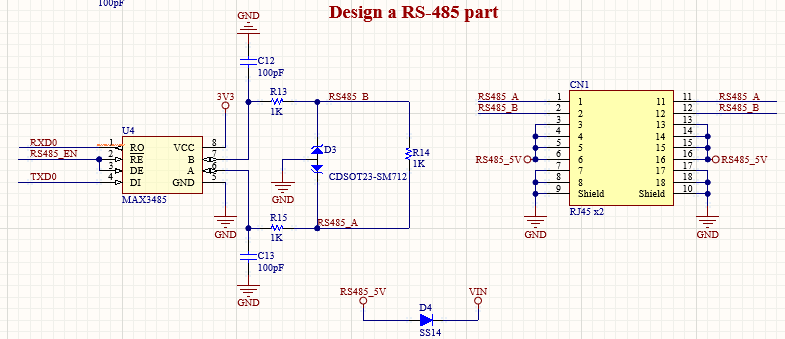 100pF
Design a RS-485 part
GND
C12
100pF
3V3
R13
1K
RS485_B
U4
RXD0
RS485_EN
TXD0
1
2
3
4
RO
RE
DE
DI
VCC
B
A
GND
8
7
6
5
MAX3485
GND
D3
CDSOT23-SM712
GND
R14
1K
R15
1K
RS485_A
C13
100pF
GND
CN1
RS485_A
RS485_B
RS485_5V
1
2
3
4
5
6
7
8
9
1
2
3
4
5
6
7
8
Shield
11
12
13
14
15
16
17
18
Shield
11
12
13
14
15
16
17
18
10
RS485_A
RS485_B
RS485_5V
RJ45 x2
GND
GND
RS485_5V
VIN
D4
SS14